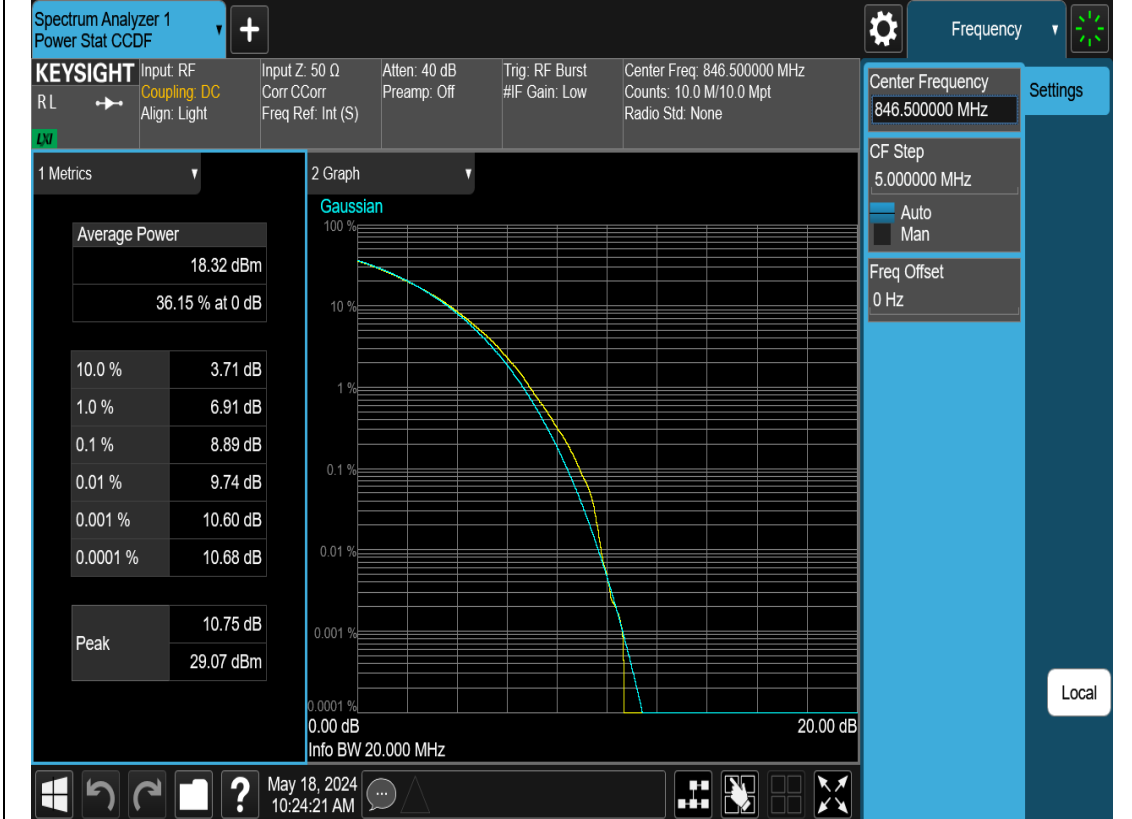 Spectrum Analyzer 1
Power Stat CCDF
Frequency
KEYSIGHT
RL
LXI
Input: RF
Coupling: DC
Align: Light
Input Z: 50 Ω
Corr CCorr
Freq Ref: Int (S)
Atten: 40 dB
Preamp: Off
Trig: RF Burst
#IF Gain: Low
Center Freq: 846.500000 MHz
Counts: 10.0 M/10.0 Mpt
Radio Std: None
Center Frequency
846.500000 MHz
Settings
CF Step
5.000000 MHz
Auto
Man
Freq Offset
0 Hz
Local
1 Metrics
Average Power
18.32 dBm
36.15 % at 0 dB
10.0 % 3.71 dB
1.0 % 6.91 dB
0.1 % 8.89 dB
0.01 % 9.74 dB
0.001 % 10.60 dB
0.0001 % 10.68 dB
Peak
10.75 dB
29.07 dBm
2 Graph
Gaussian
100 %
10 %
1 %
0.1 %
0.01 %
0.001 %
0.0001 %
0.00 dB 20.00 dB
Info BW 20.000 MHz
May 18, 2024
10:24:21 AM